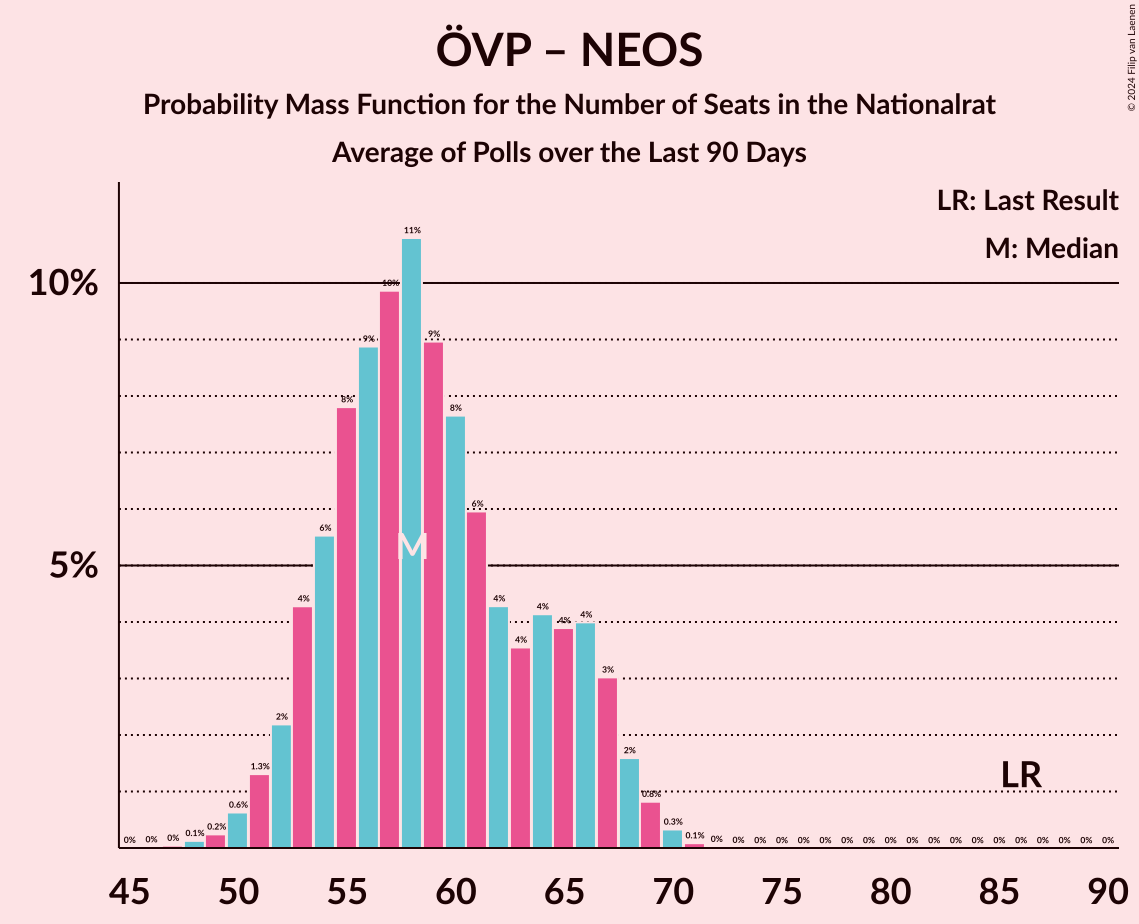 ÖVP – NEOS
Probability Mass Function for the Number of Seats in the Nationalrat
Average of Polls over the Last 90 Days
© 2024 Filip van Laenen
LR: Last Result
M: Median
10%
5%
0% 0% 0% 0.1% 0.2% 0.6% 1.3% 2% 4% 6% 8% 9% 10% 11% 9% 8% 6% 4% 4% 4% 4% 4% 3% 2% 0.8% 0.3% 0.1% 0% 0% 0% 0% 0% 0% 0% 0% 0% 0% 0% 0% 0% 0% 0% 0% 0% 0% 0%
M
LR
45 50 55 60 65 70 75 80 85 90